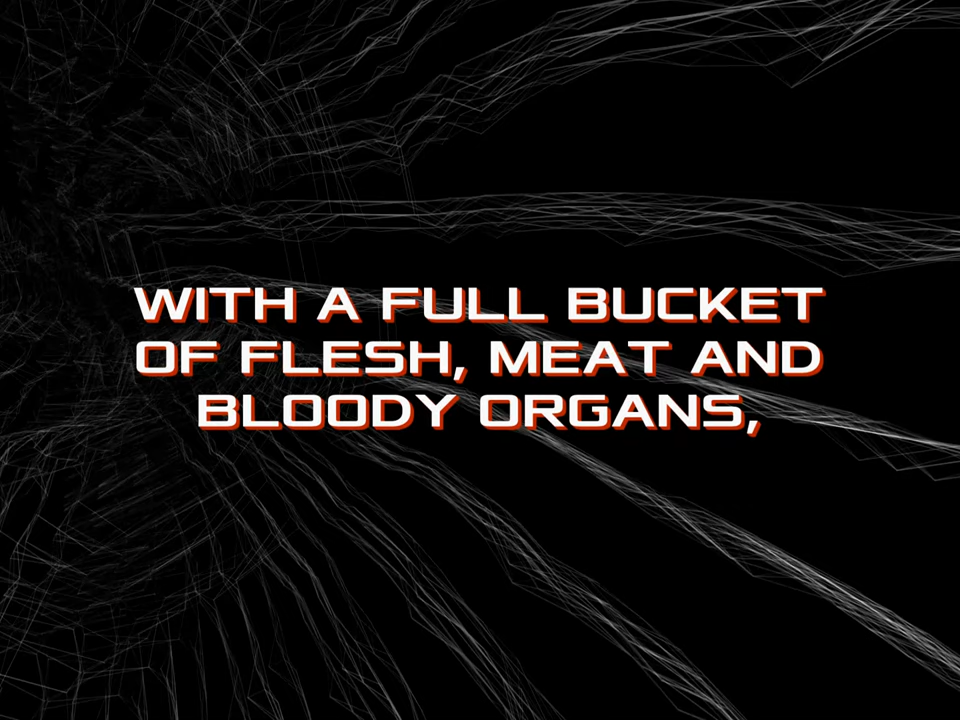 WITH A FULL BUCKET
OF FLESH, MEAT AND
BLOODY ORGANS,